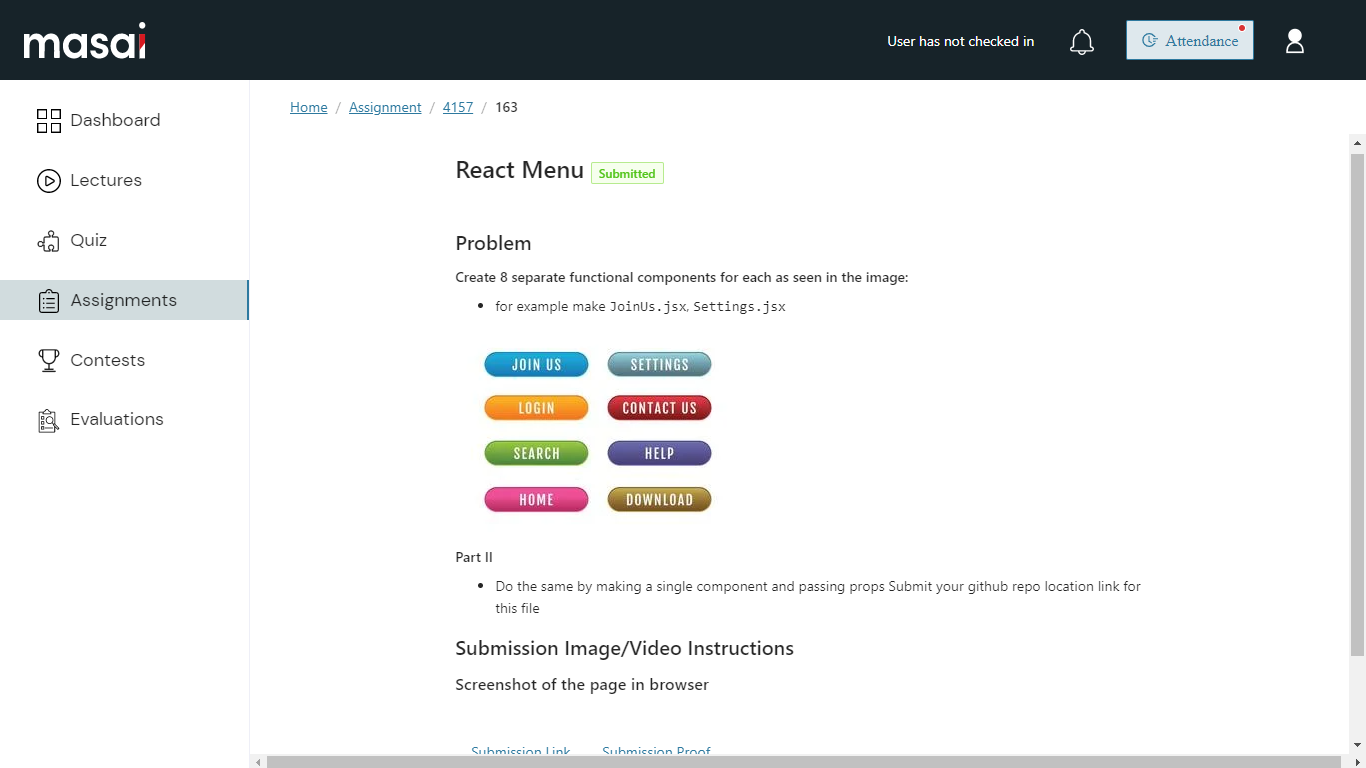 masai
User has not checked in
Attendance
Home / Assignment / 4157 / 163
Dashboard
Lectures
Quiz
Assignments
Contests
Evaluations
React Menu Submitted
Problem
Create 8 separate functional components for each as seen in the image:
• for example make JoinUs.jsx, Settings.jsx
JOIN US SETTINGS
LOGIN CONTACT US
SEARCH HELP
HOME DOWNLOAD
Part II
• Do the same by making a single component and passing props Submit your github repo location link for
this file
Submission Image/Video Instructions
Screenshot of the page in browser
Submission Link Submission Proof